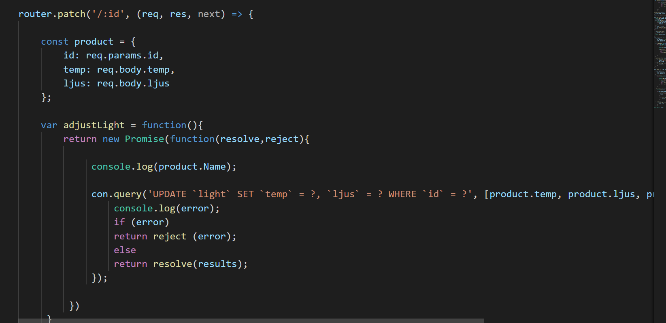 router.patch('/:id', (req, res, next) => {
const product = {
id: req.params.id,
temp: req.body.temp,
ljus: req.body.ljus
};
var adjustLight = function(){
return new Promise(function(resolve,reject){
console.log(product.Name);
con.query('UPDATE `light` SET `temp` = ?, `ljus` = ? WHERE `id` = ?', [product.temp, product.ljus,
console.log(error);
if (error)
return reject (error);
else
return resolve(results);
});
})
}